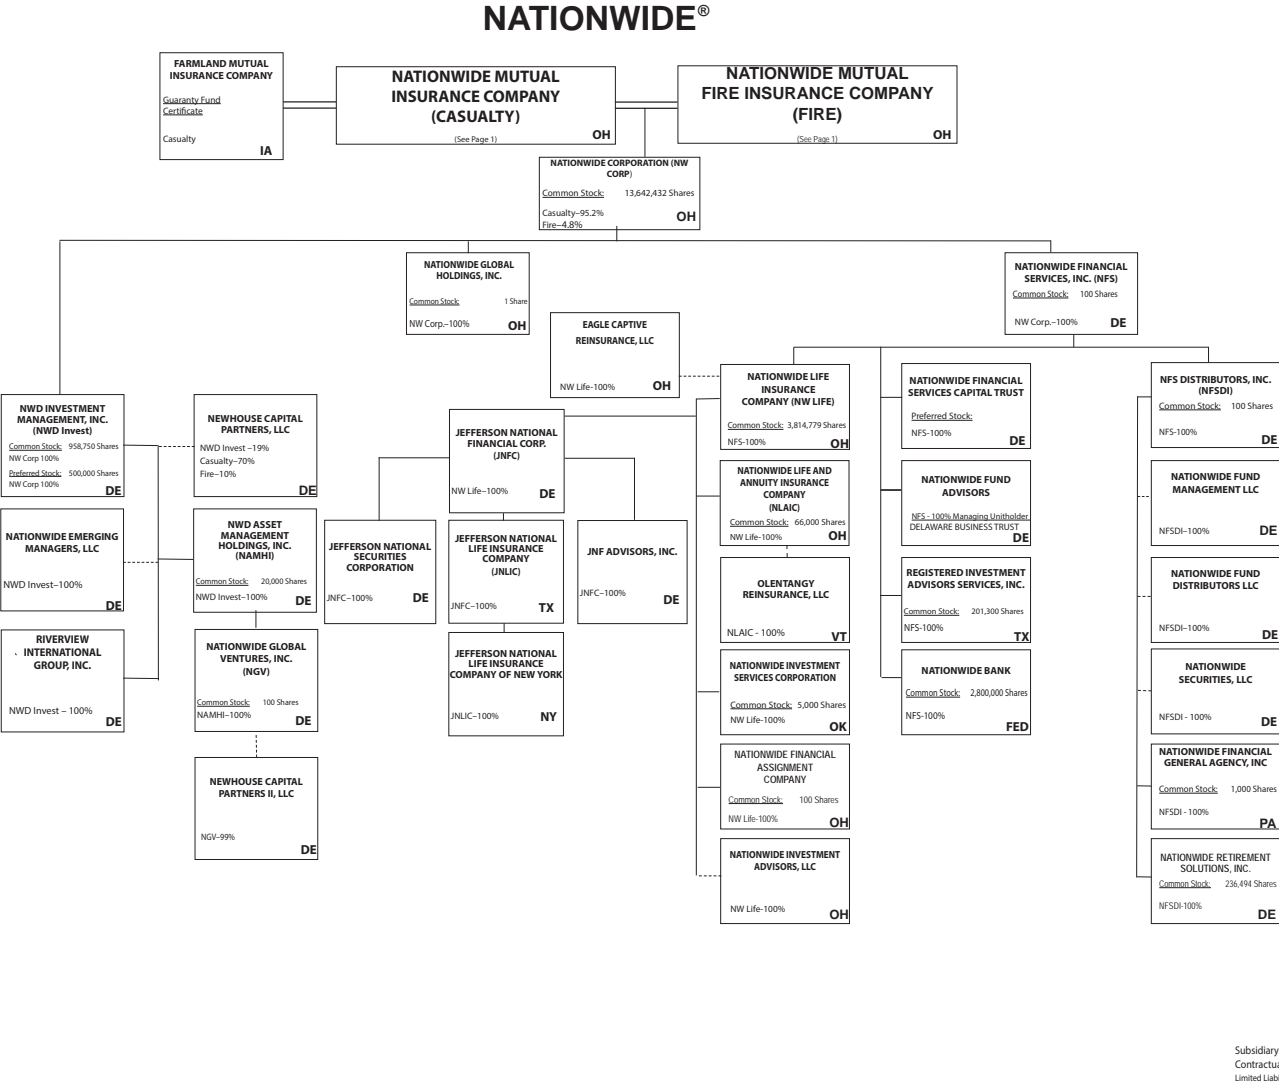 NATIONWIDE®
FARMLAND MUTUAL
INSURANCE COMPANY
Guaranty Fund
Certificate
Casualty
IA
NATIONWIDE MUTUAL
INSURANCE COMPANY
(CASUALTY)
(See Page 1)
OH
NATIONWIDE MUTUAL
FIRE INSURANCE COMPANY
(FIRE)
(See Page 1)
OH
NATIONWIDE CORPORATION (NW
CORP)
Common Stock: 13,642,432 Shares
Casualty–95.2%
Fire–4.8%
OH
NATIONWIDE GLOBAL
HOLDINGS, INC.
Common Stock: 1 Share
NW Corp.–100%
OH
NATIONWIDE FINANCIAL
SERVICES, INC. (NFS)
Common Stock: 100 Shares
NW Corp.–100%
DE
EAGLE CAPTIVE
REINSURANCE, LLC
NW Life-100%
OH
NWD INVESTMENT
MANAGEMENT, INC.
(NWD Invest)
Common Stock: 958,750 Shares
NW Corp 100%
Preferred Stock: 500,000 Shares
NW Corp 100%
DE
NEWHOUSE CAPITAL
PARTNERS, LLC
NWD Invest –19%
Casualty–70%
Fire–10%
DE
JEFFERSON NATIONAL
FINANCIAL CORP.
(JNFC)
NW Life–100%
DE
NATIONWIDE LIFE
INSURANCE
COMPANY (NW LIFE)
Common Stock: 3,814,779 Shares
NFS-100%
OH
NATIONWIDE FINANCIAL
SERVICES CAPITAL TRUST
Preferred Stock:
NFS-100%
DE
NFS DISTRIBUTORS, INC.
(NFSDI)
Common Stock: 100 Shares
NFS-100%
DE
NATIONWIDE LIFE AND
ANNUITY INSURANCE
COMPANY
(NLAIC)
Common Stock: 66,000 Shares
NW Life-100%
OH
NATIONWIDE FUND
ADVISORS
NFS - 100% Managing Unitholder
DELAWARE BUSINESS TRUST
DE
NATIONWIDE FUND
MANAGEMENT LLC
NFSDI–100%
DE
NATIONWIDE EMERGING
MANAGERS, LLC
NWD Invest–100%
DE
NWD ASSET
MANAGEMENT
HOLDINGS, INC.
(NAMHI)
Common Stock: 20,000 Shares
NWD Invest–100%
DE
JEFFERSON NATIONAL
SECURITIES
CORPORATION
JNFC–100%
DE
JEFFERSON NATIONAL
LIFE INSURANCE
COMPANY
(JNLIC)
JNFC–100%
TX
JNF ADVISORS, INC.
JNFC–100%
DE
OLENTANGY
REINSURANCE, LLC
NLAIC - 100%
VT
REGISTERED INVESTMENT
ADVISORS SERVICES, INC.
Common Stock: 201,300 Shares
NFS-100%
TX
NATIONWIDE FUND
DISTRIBUTORS LLC
NFSDI–100%
DE
RIVERVIEW
INTERNATIONAL
GROUP, INC.
NWD Invest – 100%
DE
NATIONWIDE GLOBAL
VENTURES, INC.
(NGV)
Common Stock: 100 Shares
NAMHI–100%
DE
JEFFERSON NATIONAL
LIFE INSURANCE
COMPANY OF NEW YORK
JNLIC–100%
NY
NATIONWIDE INVESTMENT
SERVICES CORPORATION
Common Stock: 5,000 Shares
NW Life-100%
OK
NATIONWIDE BANK
Common Stock: 2,800,000 Shares
NFS-100%
FED
NATIONWIDE
SECURITIES, LLC
NFSDI - 100%
DE
NEWHOUSE CAPITAL
PARTNERS II, LLC
NGV–99%
DE
NATIONWIDE FINANCIAL
ASSIGNMENT
COMPANY
Common Stock: 100 Shares
NW Life-100%
OH
NATIONWIDE FINANCIAL
GENERAL AGENCY, INC
Common Stock: 1,000 Shares
NFSDI - 100%
PA
NATIONWIDE INVESTMENT
ADVISORS, LLC
NW Life-100%
OH
NATIONWIDE RETIREMENT
SOLUTIONS, INC.
Common Stock: 236,494 Shares
NFSDI-100%
DE
Subsidiary
Contractua
Limited Liabi